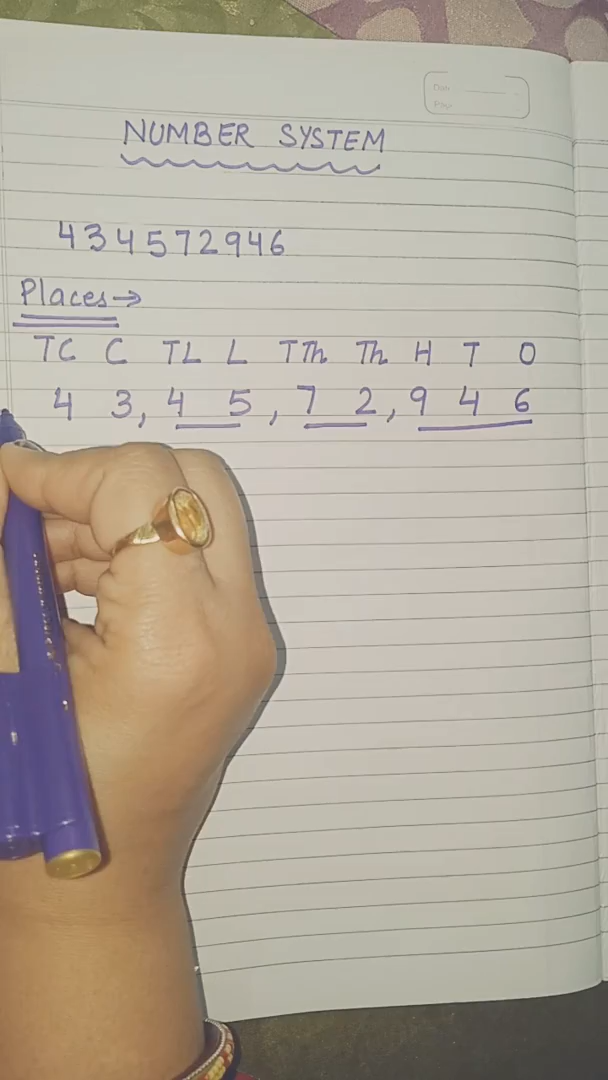 NUMBER SYSTEM
434572946
Places→
TC C TL L TTh Th H T O
4 3, 4 5, 7 2, 9 4 6